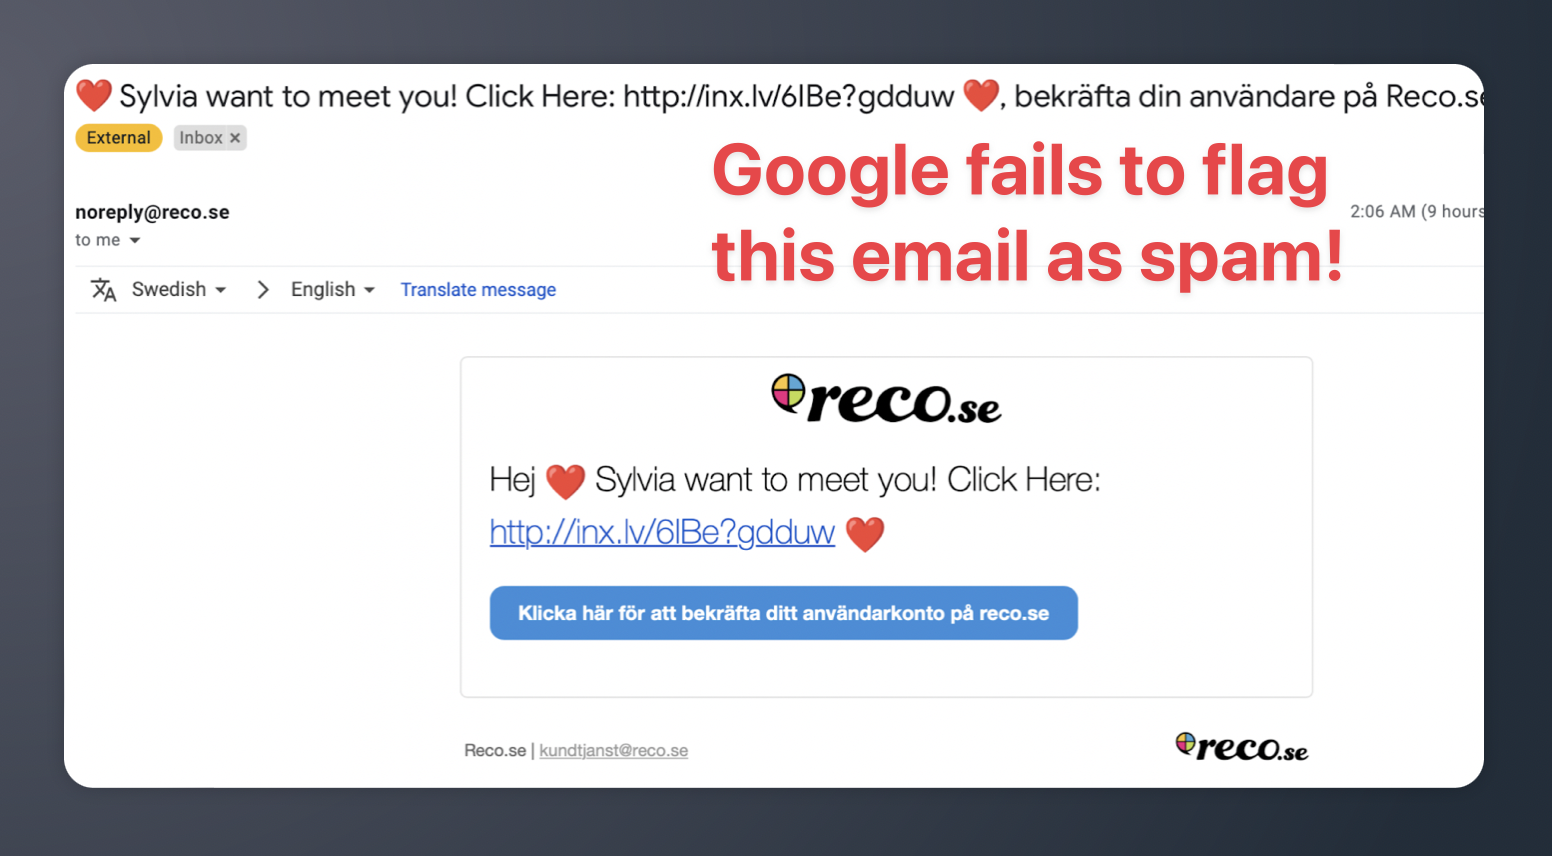 ❤️ Sylvia want to meet you! Click Here: http://inx.lv/6lBe?gdduw ❤️, bekräfta din användare på Reco.se
External Inbox ×
Google fails to flag
this email as spam!
noreply@reco.se
2:06 AM (9 hours
to me
Swedish > English Translate message
reco.se
Hej ❤️ Sylvia want to meet you! Click Here:
http://inx.lv/6lBe?gdduw ❤️
Klicka här för att bekräfta ditt användarkonto på reco.se
Reco.se | kundtjanst@reco.se
reco.se